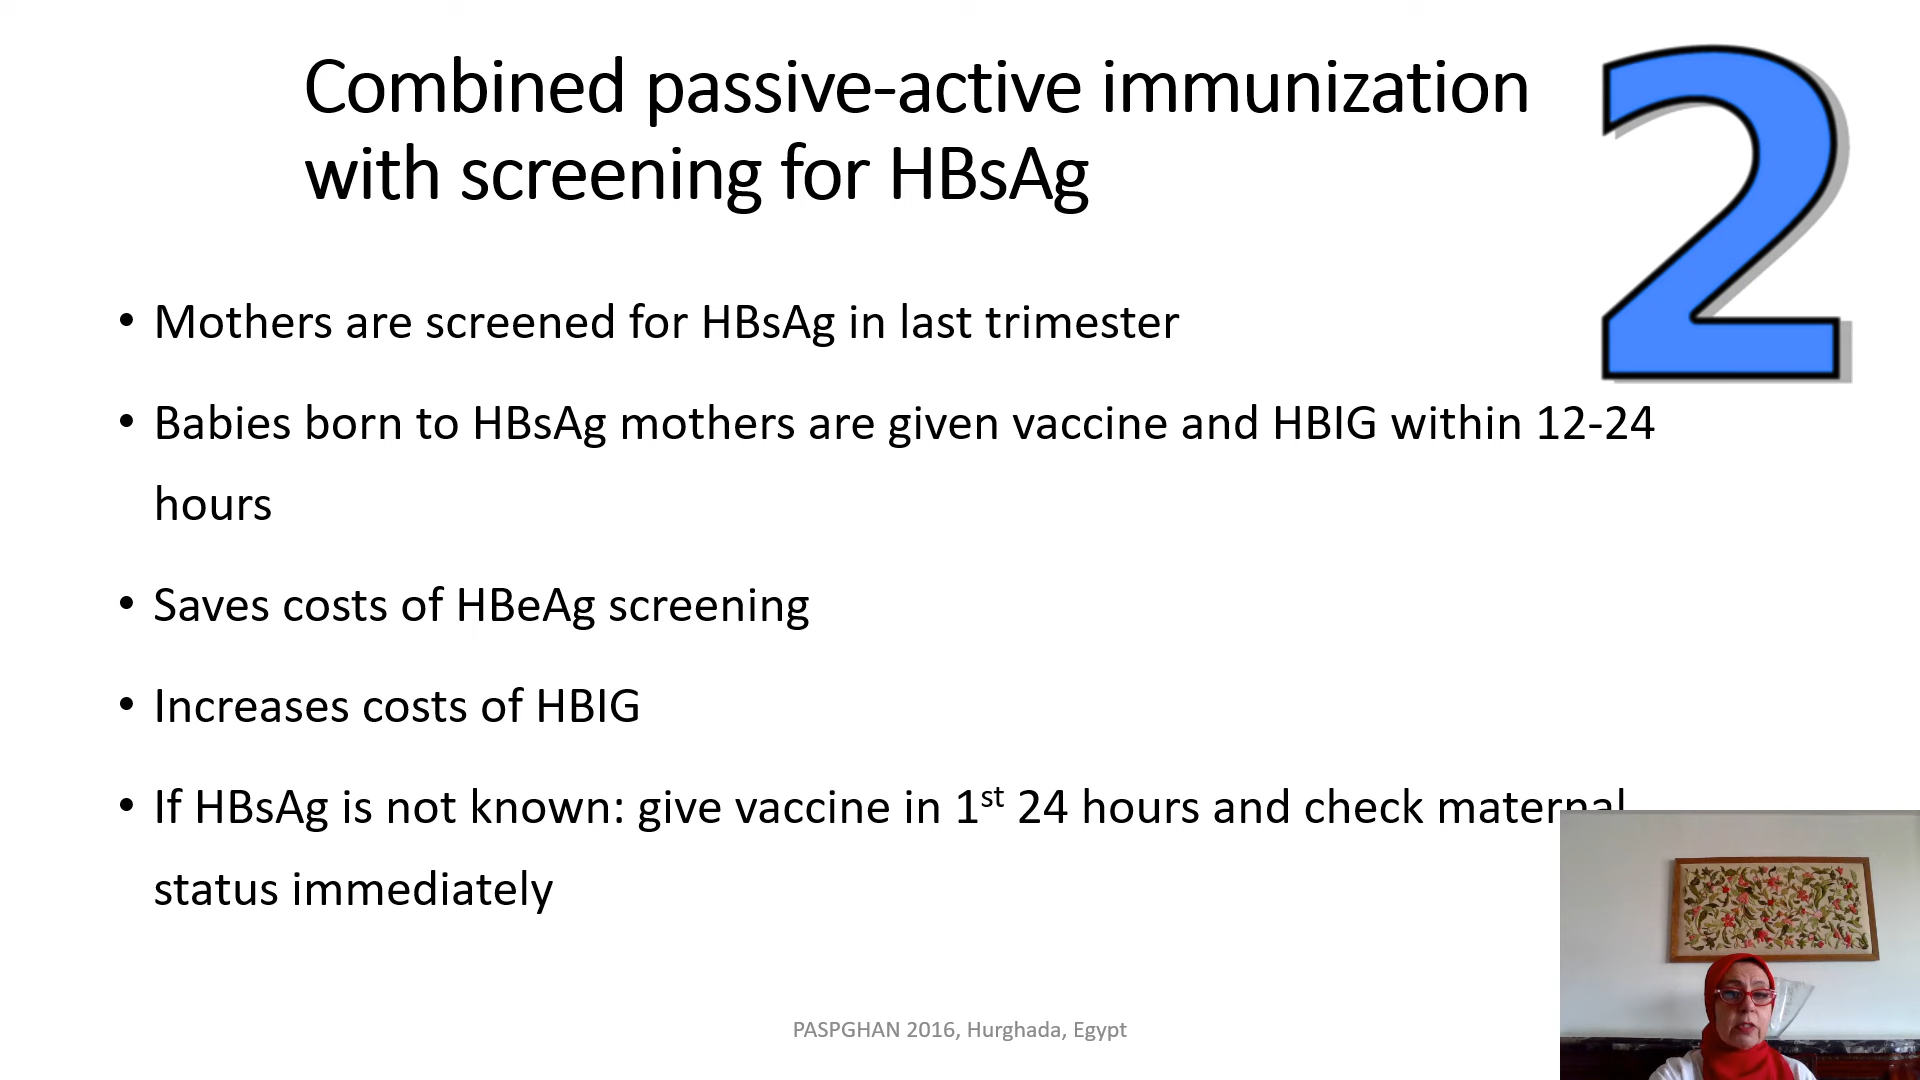 Combined passive-active immunization
with screening for HBsAg
2
• Mothers are screened for HBsAg in last trimester
• Babies born to HBsAg mothers are given vaccine and HBIG within 12-24
hours
• Saves costs of HBeAg screening
• Increases costs of HBIG
• If HBsAg is not known: give vaccine in 1st 24 hours and check maternal
status immediately
PASPGHAN 2016, Hurghada, Egypt